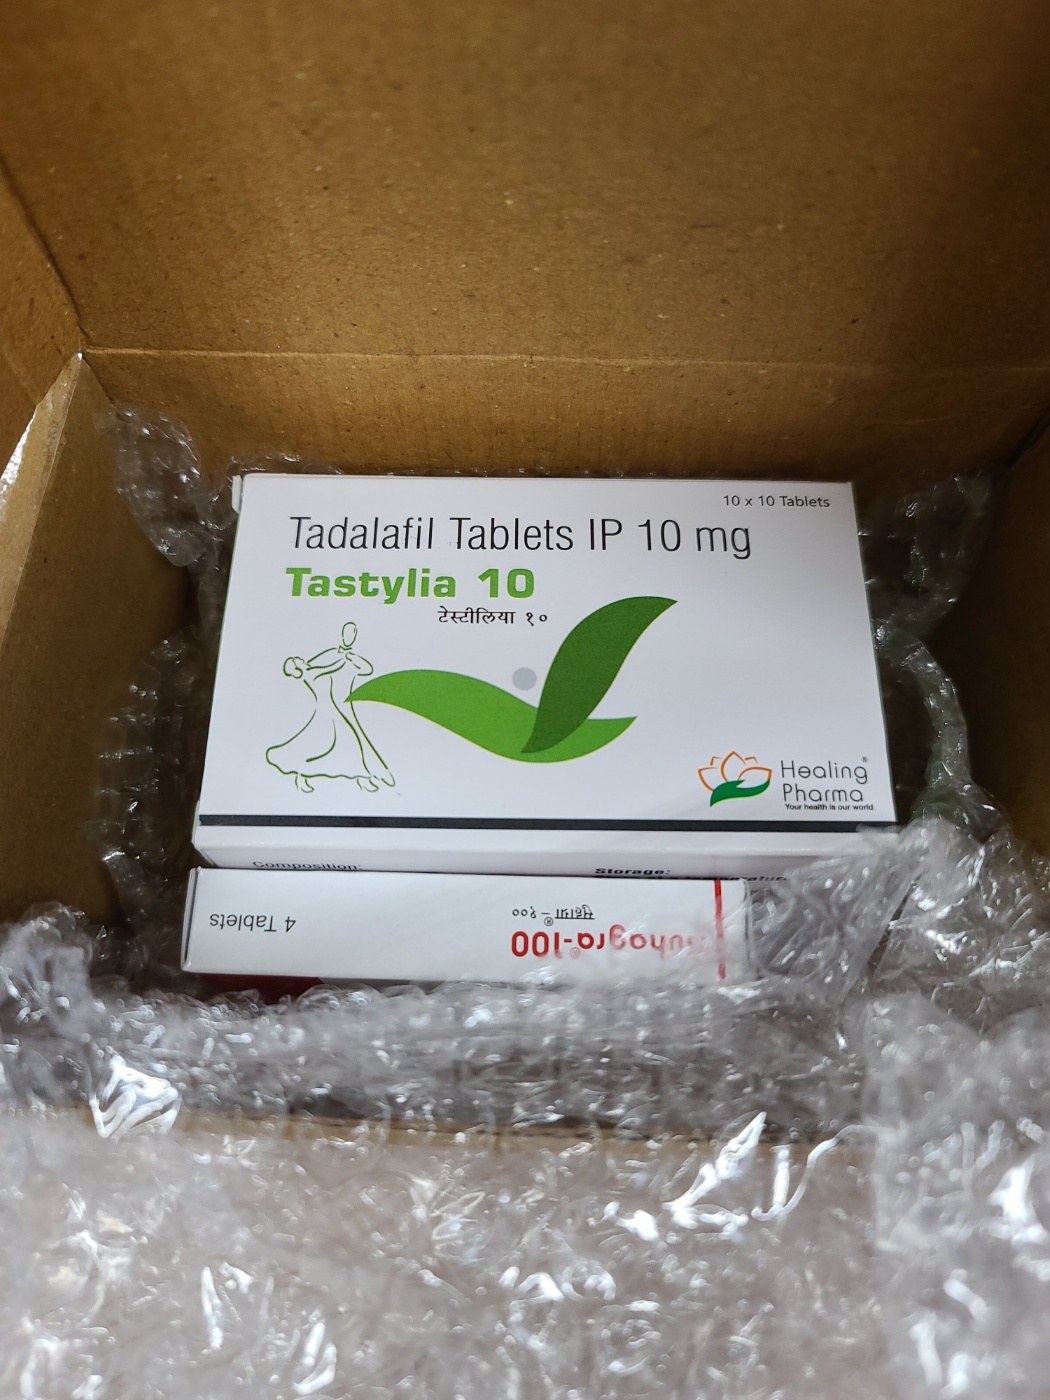 10 x 10 Tablets
Tadalafil Tablets IP 10 mg
Tastylia 10
टेस्टीलिया १०
Healing®
Pharma
Your health is our world
Composition:
Storage:
4 Tablets
सुहाग्रा® - १००
Suhagra®-100